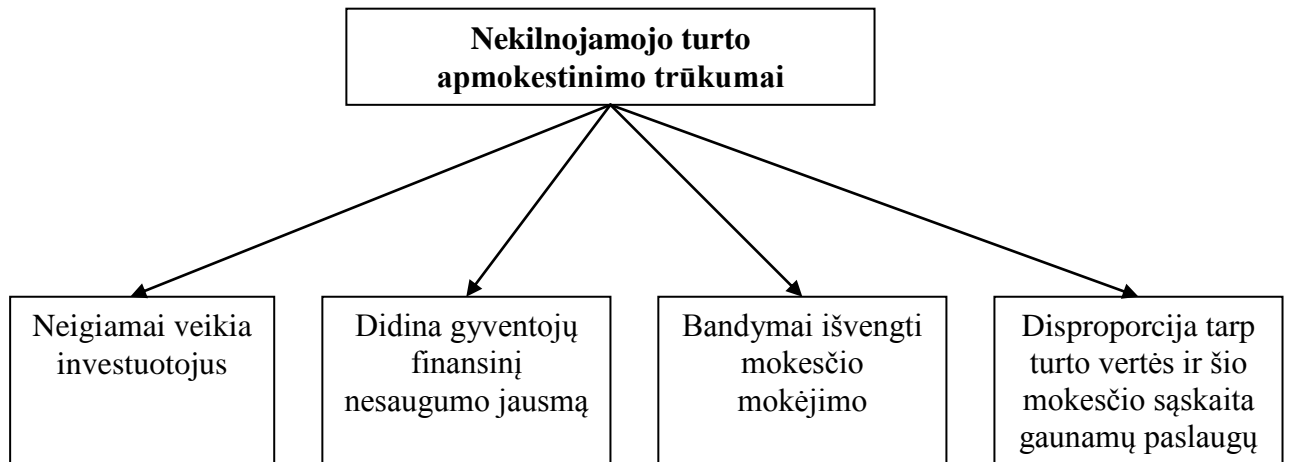 Nekilnojamojo turto
apmokestinimo trūkumai
Neigiamai veikia
investuotojus
Didina gyventojų
finansinį
nesaugumo jausmą
Bandymai išvengti
mokesčio
mokėjimo
Disproporcija tarp
turto vertės ir šio
mokesčio sąskaita
gaunamų paslaugų